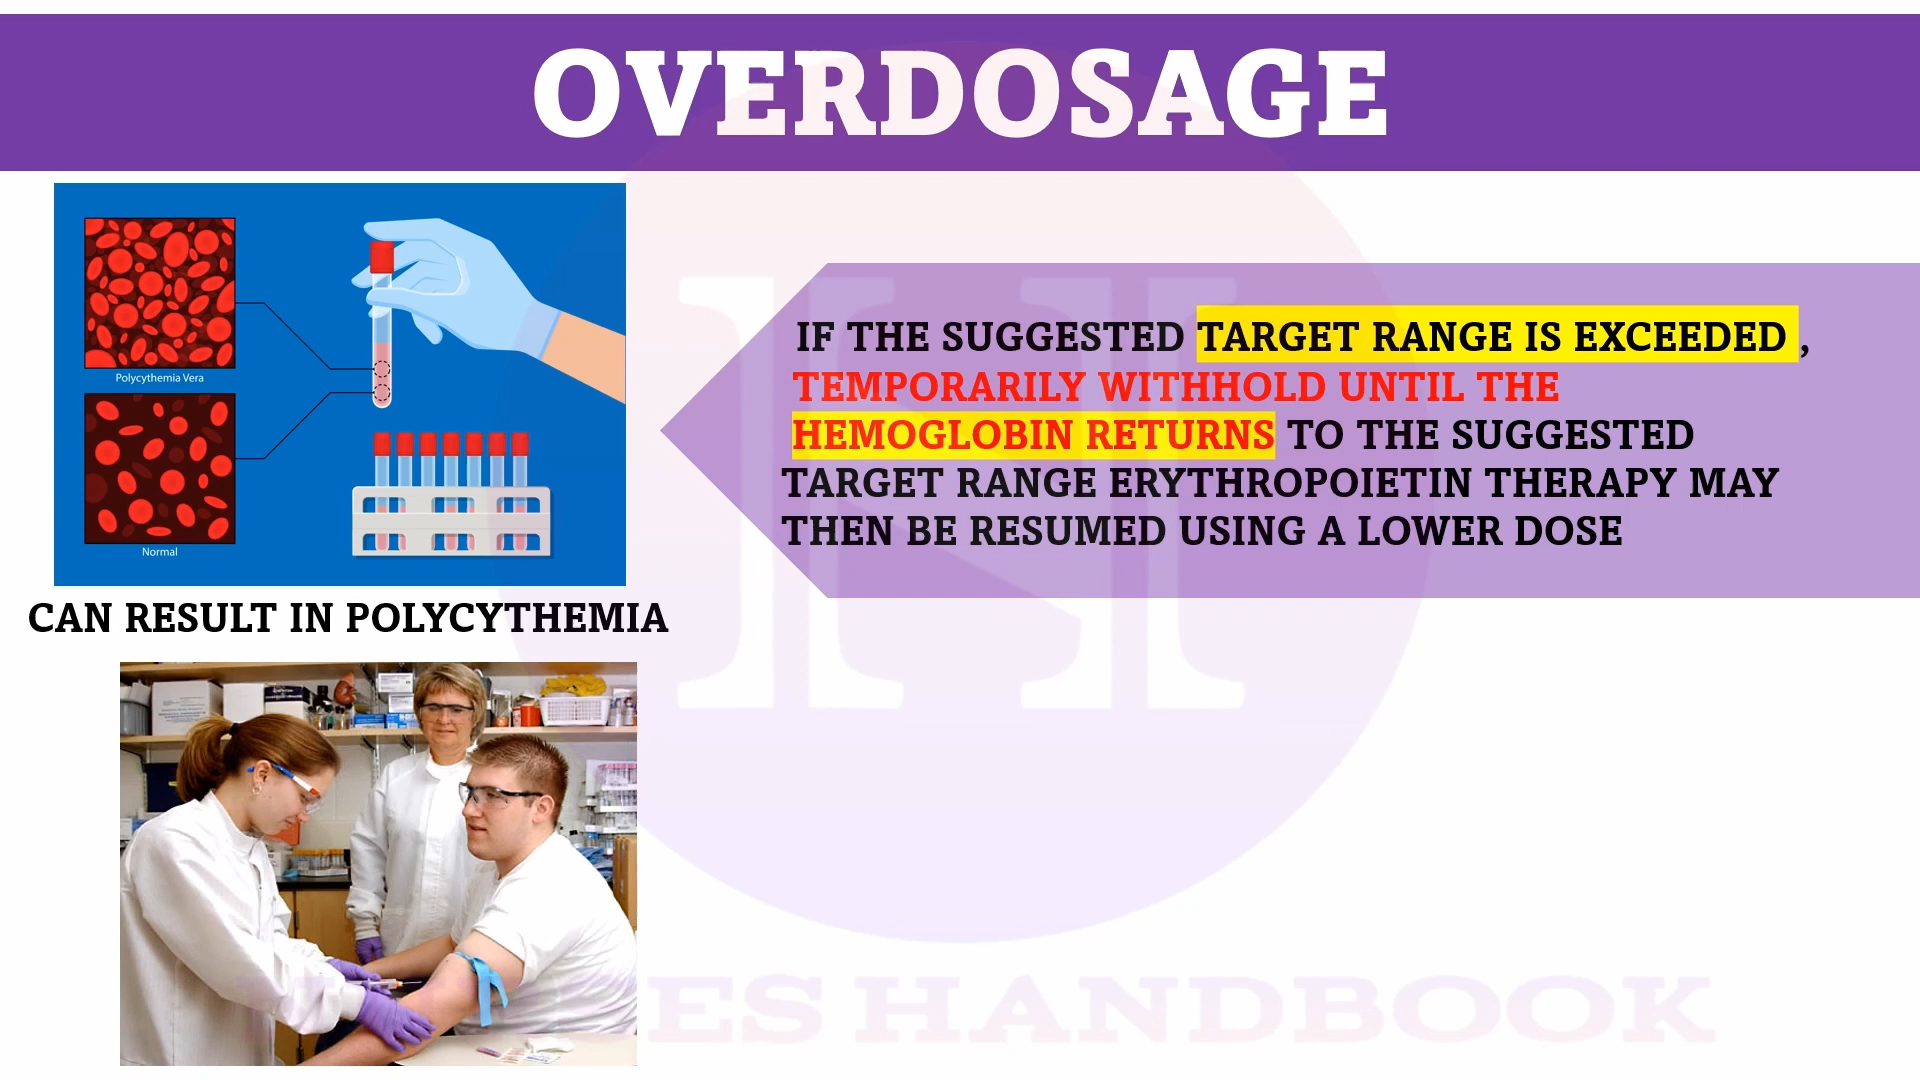 OVERDOSAGE
Polycythemia Vera
Normal
CAN RESULT IN POLYCYTHEMIA
IF THE SUGGESTED TARGET RANGE IS EXCEEDED ,
TEMPORARILY WITHHOLD UNTIL THE
HEMOGLOBIN RETURNS TO THE SUGGESTED
TARGET RANGE ERYTHROPOIETIN THERAPY MAY
THEN BE RESUMED USING A LOWER DOSE
HANDBOOK